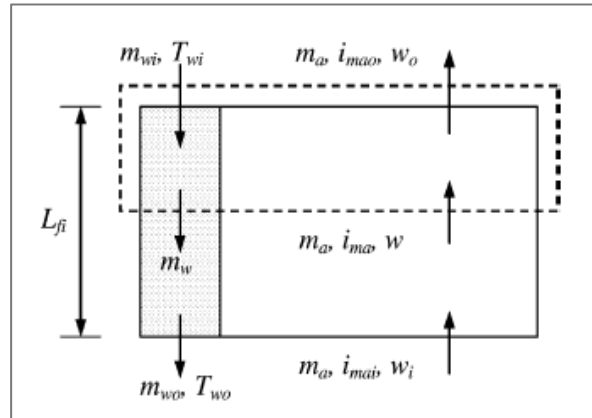 m_wi, T_wi
m_a, i_mao, w_o
L_fi
m_a, i_ma, w
m_w
m_a, i_mai, w_i
m_wo, T_wo